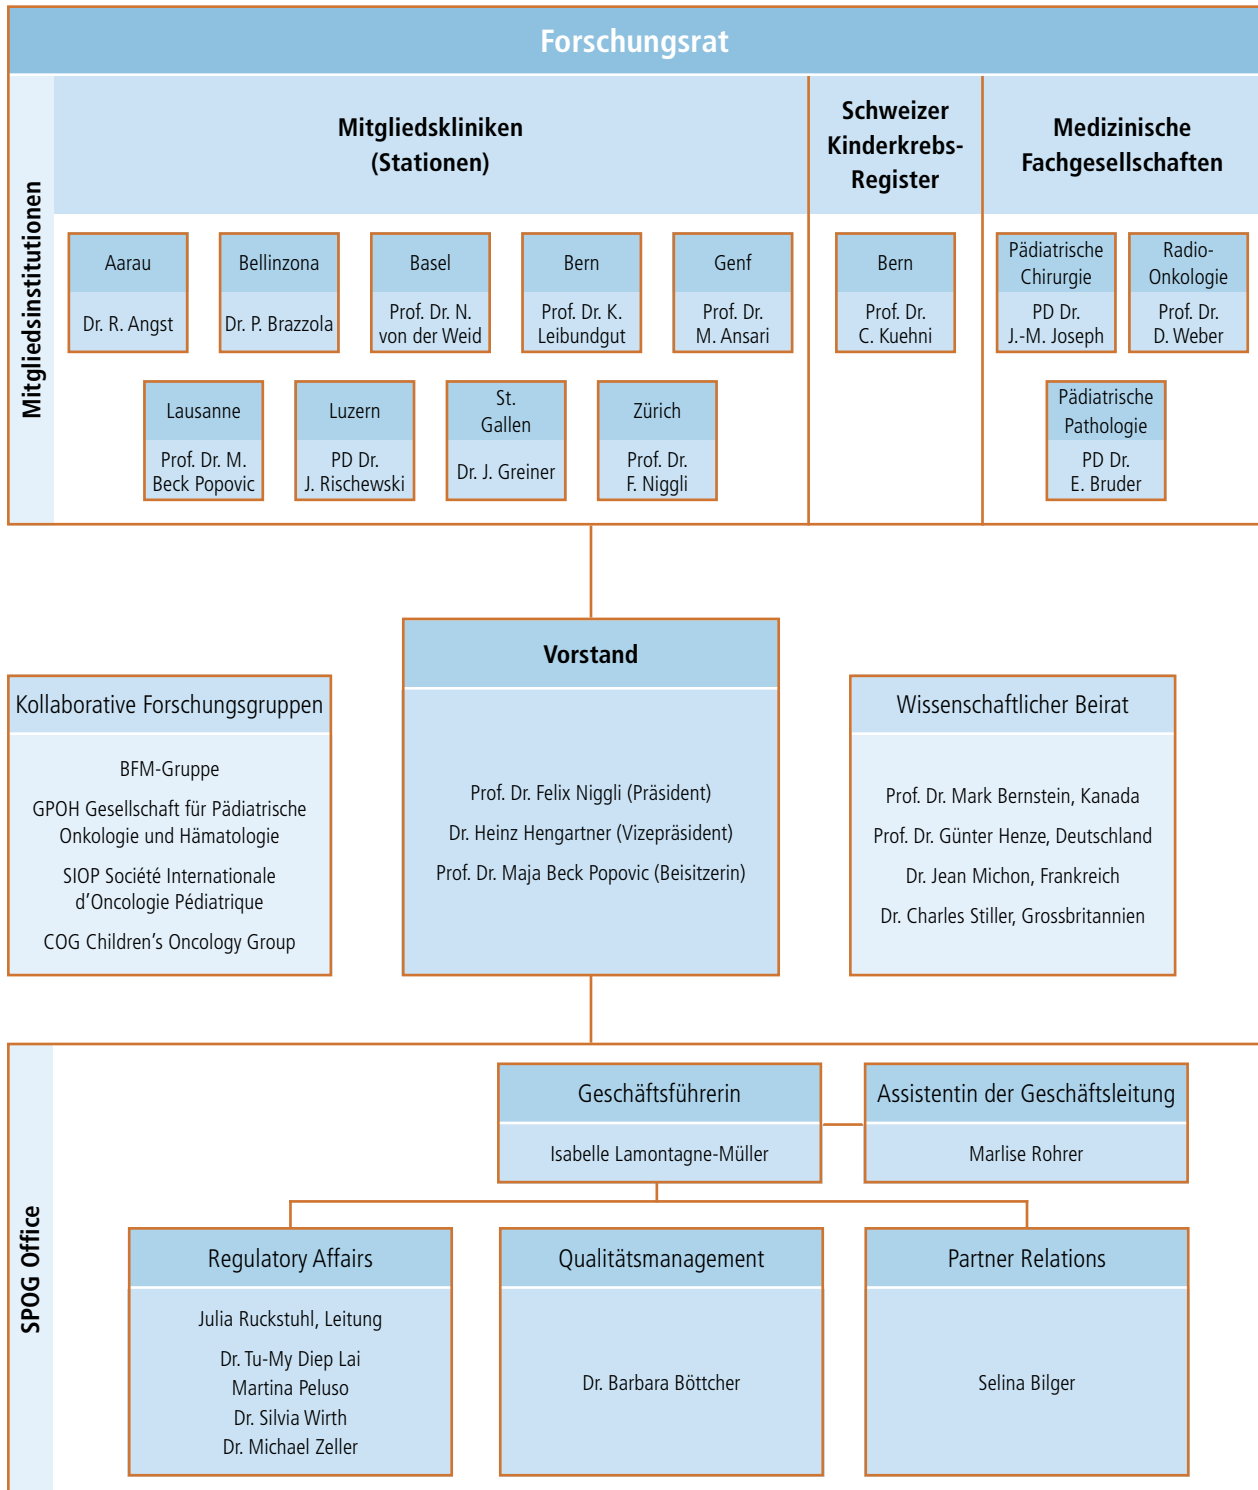 Forschungsrat
Mitgliedsinstitutionen
Mitgliedskliniken
(Stationen)
Schweizer
Kinderkrebs-
Register
Medizinische
Fachgesellschaften
Aarau
Dr. R. Angst
Bellinzona
Dr. P. Brazzola
Basel
Prof. Dr. N.
von der Weid
Bern
Prof. Dr. K.
Leibundgut
Genf
Prof. Dr.
M. Ansari
Bern
Prof. Dr.
C. Kuehni
Pädiatrische
Chirurgie
PD Dr.
J.-M. Joseph
Radio-
Onkologie
Prof. Dr.
D. Weber
Lausanne
Prof. Dr. M.
Beck Popovic
Luzern
PD Dr.
J. Rischewski
St.
Gallen
Dr. J. Greiner
Zürich
Prof. Dr.
F. Niggli
Pädiatrische
Pathologie
PD Dr.
E. Bruder
Kollaborative Forschungsgruppen
BFM-Gruppe
GPOH Gesellschaft für Pädiatrische
Onkologie und Hämatologie
SIOP Société Internationale
d’Oncologie Pédiatrique
COG Children’s Oncology Group
Vorstand
Prof. Dr. Felix Niggli (Präsident)
Dr. Heinz Hengartner (Vizepräsident)
Prof. Dr. Maja Beck Popovic (Beisitzerin)
Wissenschaftlicher Beirat
Prof. Dr. Mark Bernstein, Kanada
Prof. Dr. Günter Henze, Deutschland
Dr. Jean Michon, Frankreich
Dr. Charles Stiller, Grossbritannien
SPOG Office
Geschäftsführerin
Isabelle Lamontagne-Müller
Assistentin der Geschäftsleitung
Marlise Rohrer
Regulatory Affairs
Julia Ruckstuhl, Leitung
Dr. Tu-My Diep Lai
Martina Peluso
Dr. Silvia Wirth
Dr. Michael Zeller
Qualitätsmanagement
Dr. Barbara Böttcher
Partner Relations
Selina Bilger